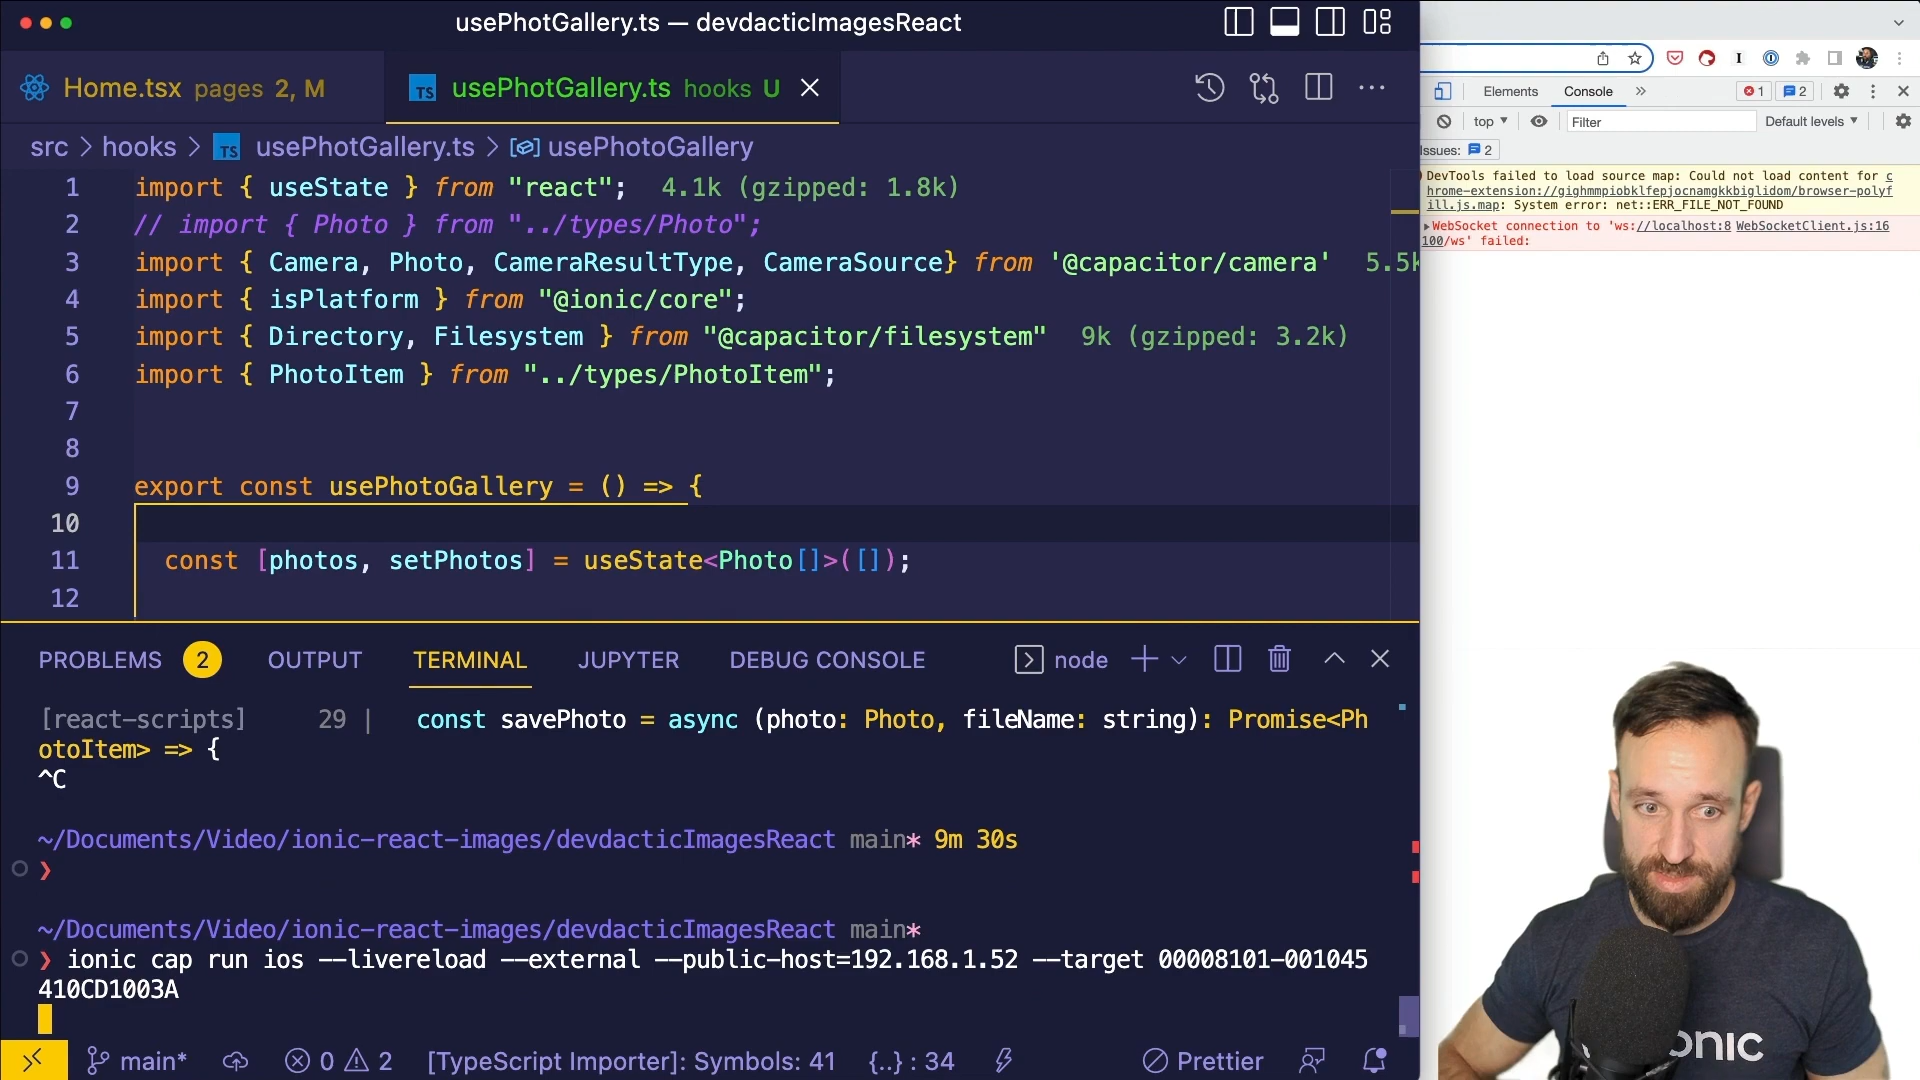 usePhotGallery.ts — devdacticImagesReact
Home.tsx pages 2, M
TS usePhotGallery.ts hooks U
src > hooks > TS usePhotGallery.ts > usePhotoGallery
1 import { useState } from "react"; 4.1k (gzipped: 1.8k)
2 // import { Photo } from "../types/Photo";
3 import { Camera, Photo, CameraResultType, CameraSource} from '@capacitor/camera' 5.5k
4 import { isPlatform } from "@ionic/core";
5 import { Directory, Filesystem } from "@capacitor/filesystem" 9k (gzipped: 3.2k)
6 import { PhotoItem } from "../types/PhotoItem";
7
8
9 export const usePhotoGallery = () => {
10
11 const [photos, setPhotos] = useState<Photo[]>([]);
12
PROBLEMS 2 OUTPUT TERMINAL JUPYTER DEBUG CONSOLE node
[react-scripts] 29 | const savePhoto = async (photo: Photo, fileName: string): Promise<Ph
otoItem> => {
^C
~/Documents/Video/ionic-react-images/devdacticImagesReact main* 9m 30s
❯
~/Documents/Video/ionic-react-images/devdacticImagesReact main*
❯ ionic cap run ios --livereload --external --public-host=192.168.1.52 --target 00008101-001045
410CD1003A
main* 0 2 [TypeScript Importer]: Symbols: 41 {..} : 34 Prettier
Elements Console » 1 2
top Filter Default levels
Issues: 2
DevTools failed to load source map: Could not load content for c
hrome-extension://gighmmpiobklfepjocnamgkkbiglidom/browser-polyf
ill.js.map: System error: net::ERR_FILE_NOT_FOUND
WebSocket connection to 'ws://localhost:8 WebSocketClient.js:16
100/ws' failed:
ionic